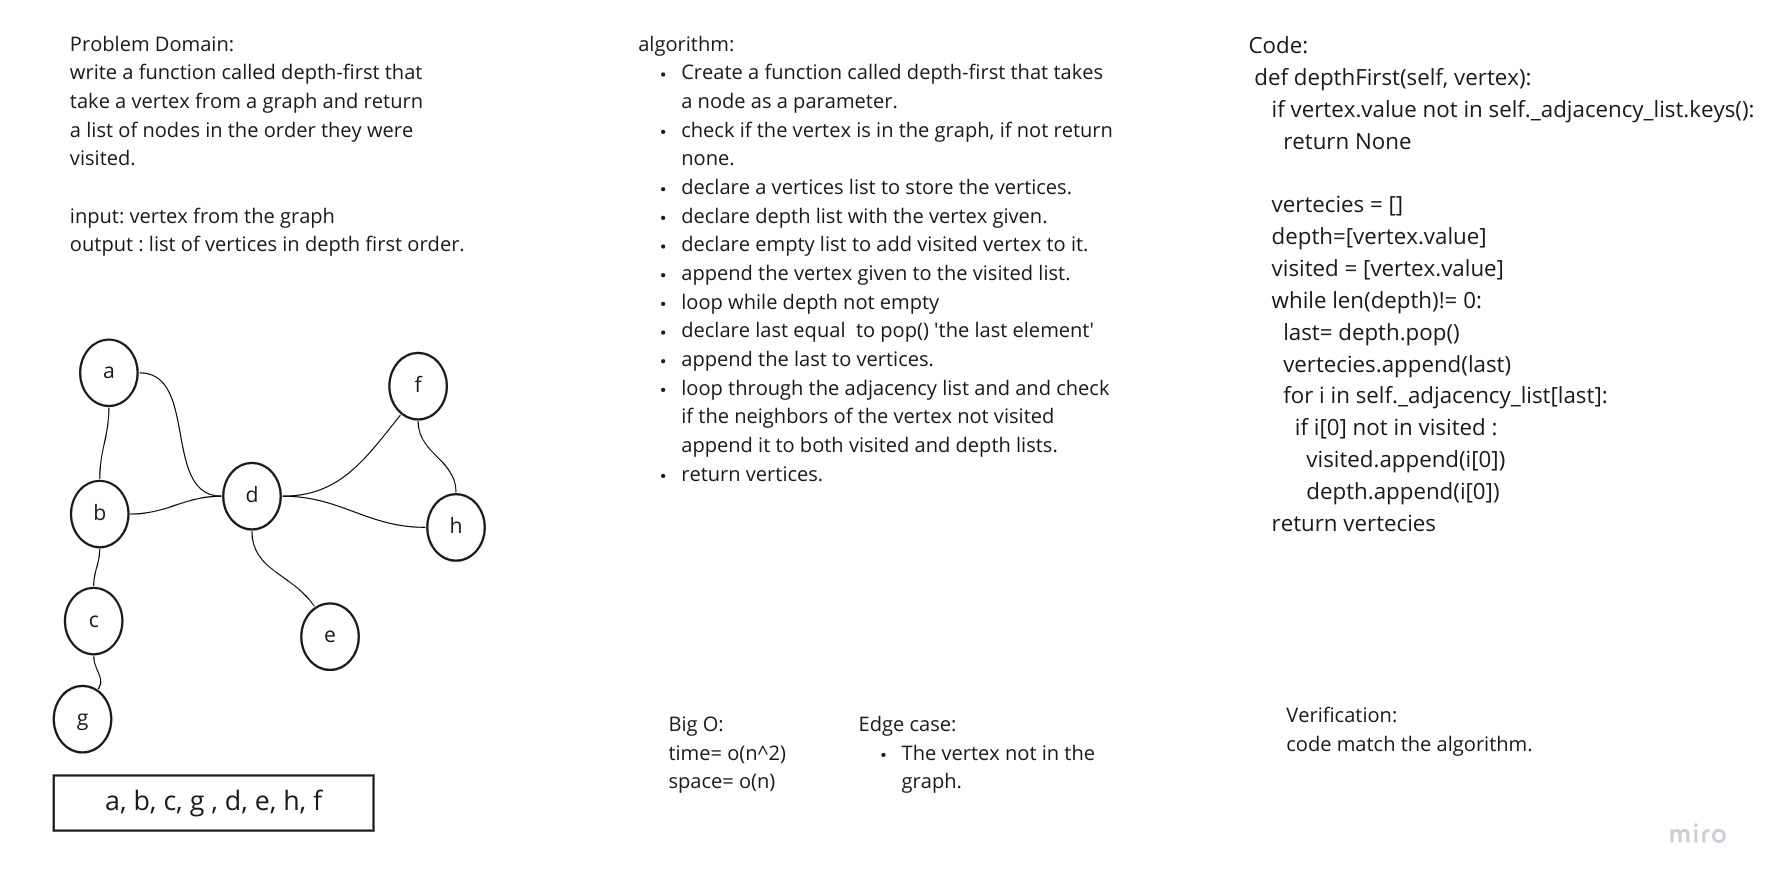 Problem Domain:
write a function called depth-first that
take a vertex from a graph and return
a list of nodes in the order they were
visited.
input: vertex from the graph
output : list of vertices in depth first order.
a
f
d
b
h
c
e
g
a, b, c, g , d, e, h, f
algorithm:
• Create a function called depth-first that takes
a node as a parameter.
• check if the vertex is in the graph, if not return
none.
• declare a vertices list to store the vertices.
• declare depth list with the vertex given.
• declare empty list to add visited vertex to it.
• append the vertex given to the visited list.
• loop while depth not empty
• declare last equal  to pop() 'the last element'
• append the last to vertices.
• loop through the adjacency list and and check
if the neighbors of the vertex not visited
append it to both visited and depth lists.
• return vertices.
Big O:
time= o(n^2)
space= o(n)
Edge case:
• The vertex not in the
graph.
Code:
def depthFirst(self, vertex):
if vertex.value not in self._adjacency_list.keys():
return None
vertecies = []
depth=[vertex.value]
visited = [vertex.value]
while len(depth)!= 0:
last= depth.pop()
vertecies.append(last)
for i in self._adjacency_list[last]:
if i[0] not in visited :
visited.append(i[0])
depth.append(i[0])
return vertecies
Verification:
code match the algorithm.
miro